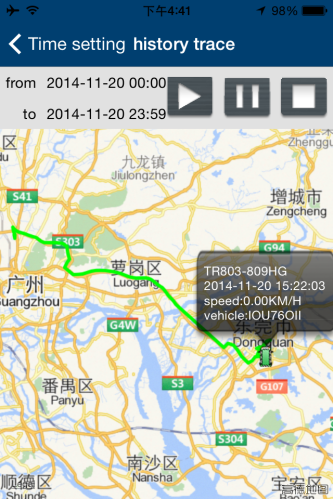 下午4:41
98%
Time setting history trace
from 2014-11-20 00:00
to 2014-11-20 23:59
九龙镇
Jiulongzhen
Zhengg
S41
增城市
Zengcheng
S303
G94
萝岗区
Luogang
广州
Guangzhou
TR803-809HG
2014-11-20 15:22:03
speed:0.00KM/H
vehicle:IOU76OII
G4W
东莞市
Dongguan
番禺区
Panyu
S3
G107
S304
南沙区
Nansha
顺德区
Shunde
宝安区
Bao'an
高德地图